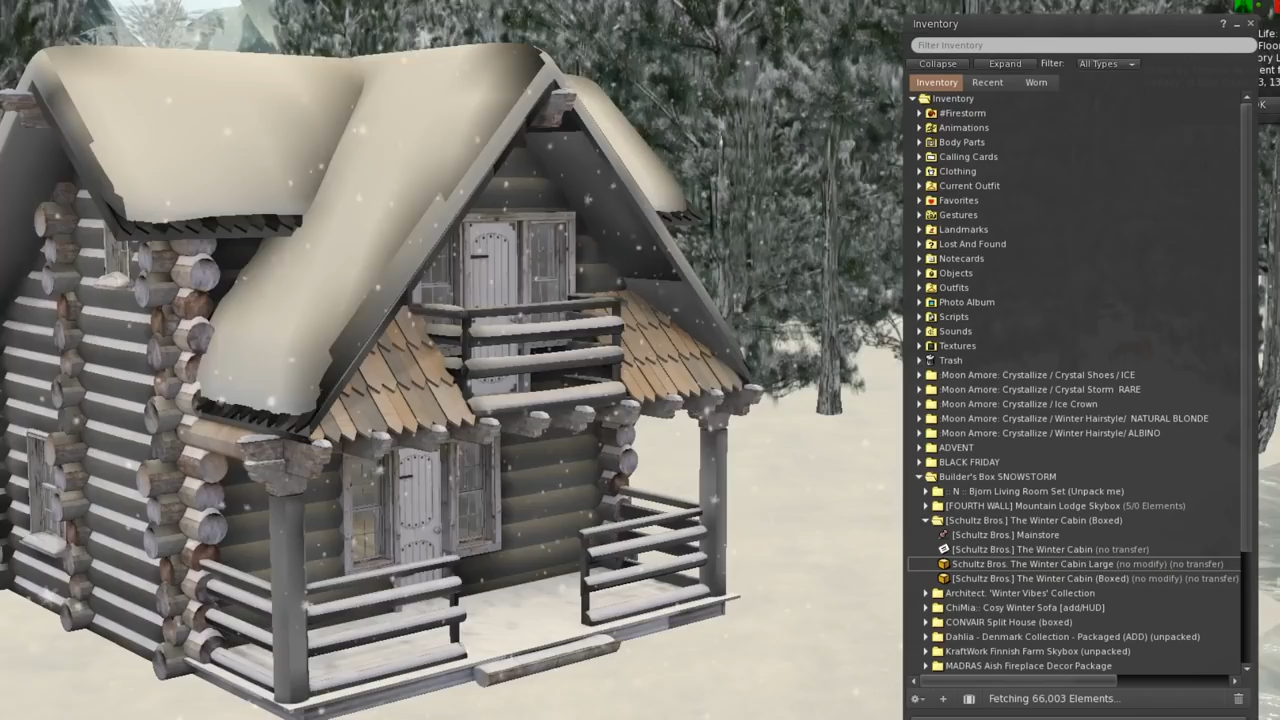 Inventory
Life:
Floor
Filter Inventory
ory L
ent f
Collapse Expand Filter: All Types
3, 13
Inventory Recent Worn
Inventory
#Firestorm
Animations
Body Parts
Calling Cards
Clothing
Current Outfit
Favorites
Gestures
Landmarks
Lost And Found
Notecards
Objects
Outfits
Photo Album
Scripts
Sounds
Textures
Trash
:Moon Amore: Crystallize / Crystal Shoes / ICE
:Moon Amore: Crystallize / Crystal Storm RARE
:Moon Amore: Crystallize / Ice Crown
:Moon Amore: Crystallize / Winter Hairstyle/ NATURAL BLONDE
:Moon Amore: Crystallize / Winter Hairstyle/ ALBINO
ADVENT
BLACK FRIDAY
Builder's Box SNOWSTORM
:: N :: Bjorn Living Room Set (Unpack me)
[FOURTH WALL] Mountain Lodge Skybox (5/0 Elements)
[Schultz Bros.] The Winter Cabin (Boxed)
[Schultz Bros.] Mainstore
[Schultz Bros.] The Winter Cabin (no transfer)
Schultz Bros. The Winter Cabin Large (no modify) (no transfer)
[Schultz Bros.] The Winter Cabin (Boxed) (no modify) (no transfer)
Architect. 'Winter Vibes' Collection
ChiMia:: Cosy Winter Sofa [add/HUD]
CONVAIR Split House (boxed)
Dahlia - Denmark Collection - Packaged (ADD) (unpacked)
KraftWork Finnish Farm Skybox (unpacked)
MADRAS Aish Fireplace Decor Package
Fetching 66,003 Elements...